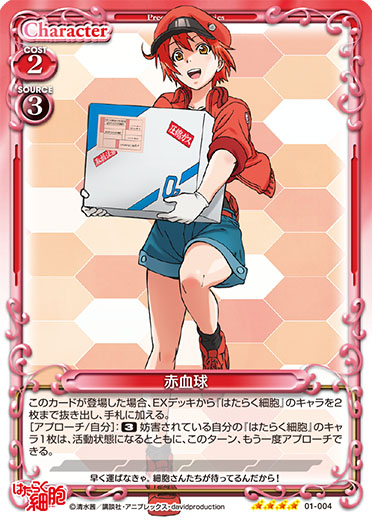 Character
COST
2
SOURCE
3
O₂
赤血球
このカードが登場した場合、EXデッキから『はたらく細胞』のキャラを2
枚まで抜き出し、手札に加える。
[アプローチ/自分]:3 妨害されている自分の『はたらく細胞』のキャ
ラ1枚は、活動状態になるとともに、このターン、もう一度アプローチで
きる。
早く運ばなきゃ。細胞さんたちが待ってるんだから!
はたらく細胞
©清水茜/講談社・アニプレックス・davidproduction
★★★★
01-004